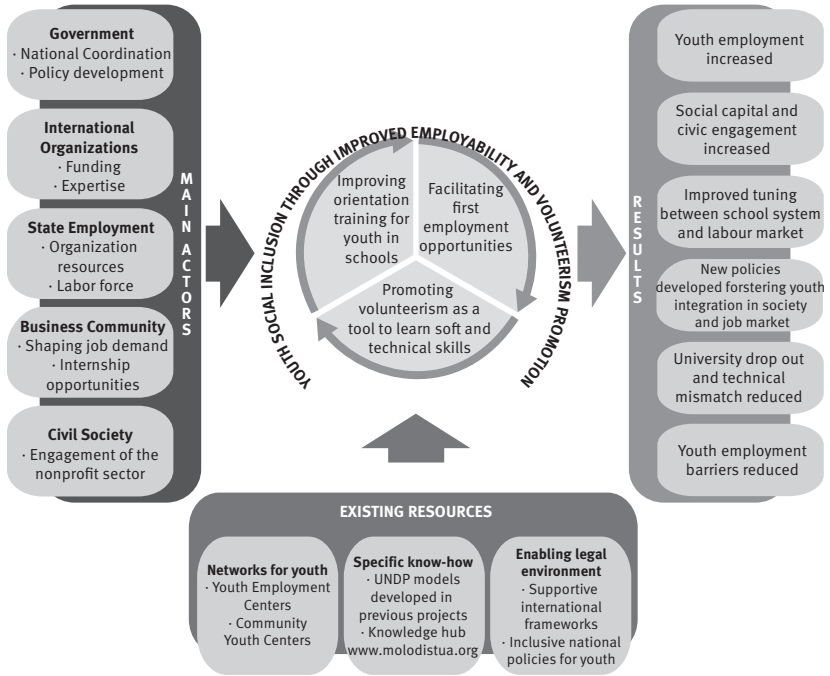 Government
· National Coordination
· Policy development
International
Organizations
· Funding
· Expertise
State Employment
· Organization
resources
· Labor force
Business Community
· Shaping job demand
· Internship
opportunities
Civil Society
· Engagement of the
nonprofit sector
MAIN ACTORS
YOUTH SOCIAL INCLUSION THROUGH IMPROVED EMPLOYABILITY AND VOLUNTEERISM PROMOTION
Improving
orientation
training for
youth in
schools
Facilitating
first
employment
opportunities
Promoting
volunteerism as a
tool to learn soft and
technical skills
RESULTS
Youth employment
increased
Social capital and
civic engagement
increased
Improved tuning
between school system
and labour market
New policies
developed forstering youth
integration in society
and job market
University drop out
and technical
mismatch reduced
Youth employment
barriers reduced
EXISTING RESOURCES
Networks for youth
· Youth Employment
Centers
· Community
Youth Centers
Specific know-how
· UNDP models
developed in
previous projects
· Knowledge hub
www.molodistua.org
Enabling legal
environment
· Supportive
international
frameworks
· Inclusive national
policies for youth